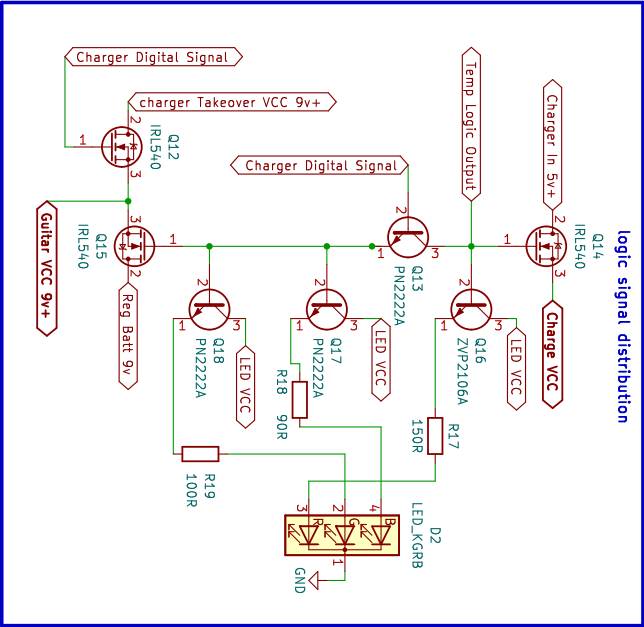 Charger Digital Signal
charger Takeover VCC 9v+
2
1
3
Q12
IRL540
Charger Digital Signal
2
1
3
Q13
PN2222A
Temp Logic Output
Charger In 5v+
2
1
3
Q14
IRL540
logic signal distribution
Guitar VCC 9v+
3
1
2
Q15
IRL540
Reg Batt 9v
2
1
3
Q18
PN2222A
LED VCC
2
1
3
Q17
PN2222A
LED VCC
2
1
3
Q16
ZVP2106A
LED VCC
Charge VCC
R18
90R
R17
150R
R19
100R
3
2
4
R
G
B
1
D2
LED_KGRB
GND